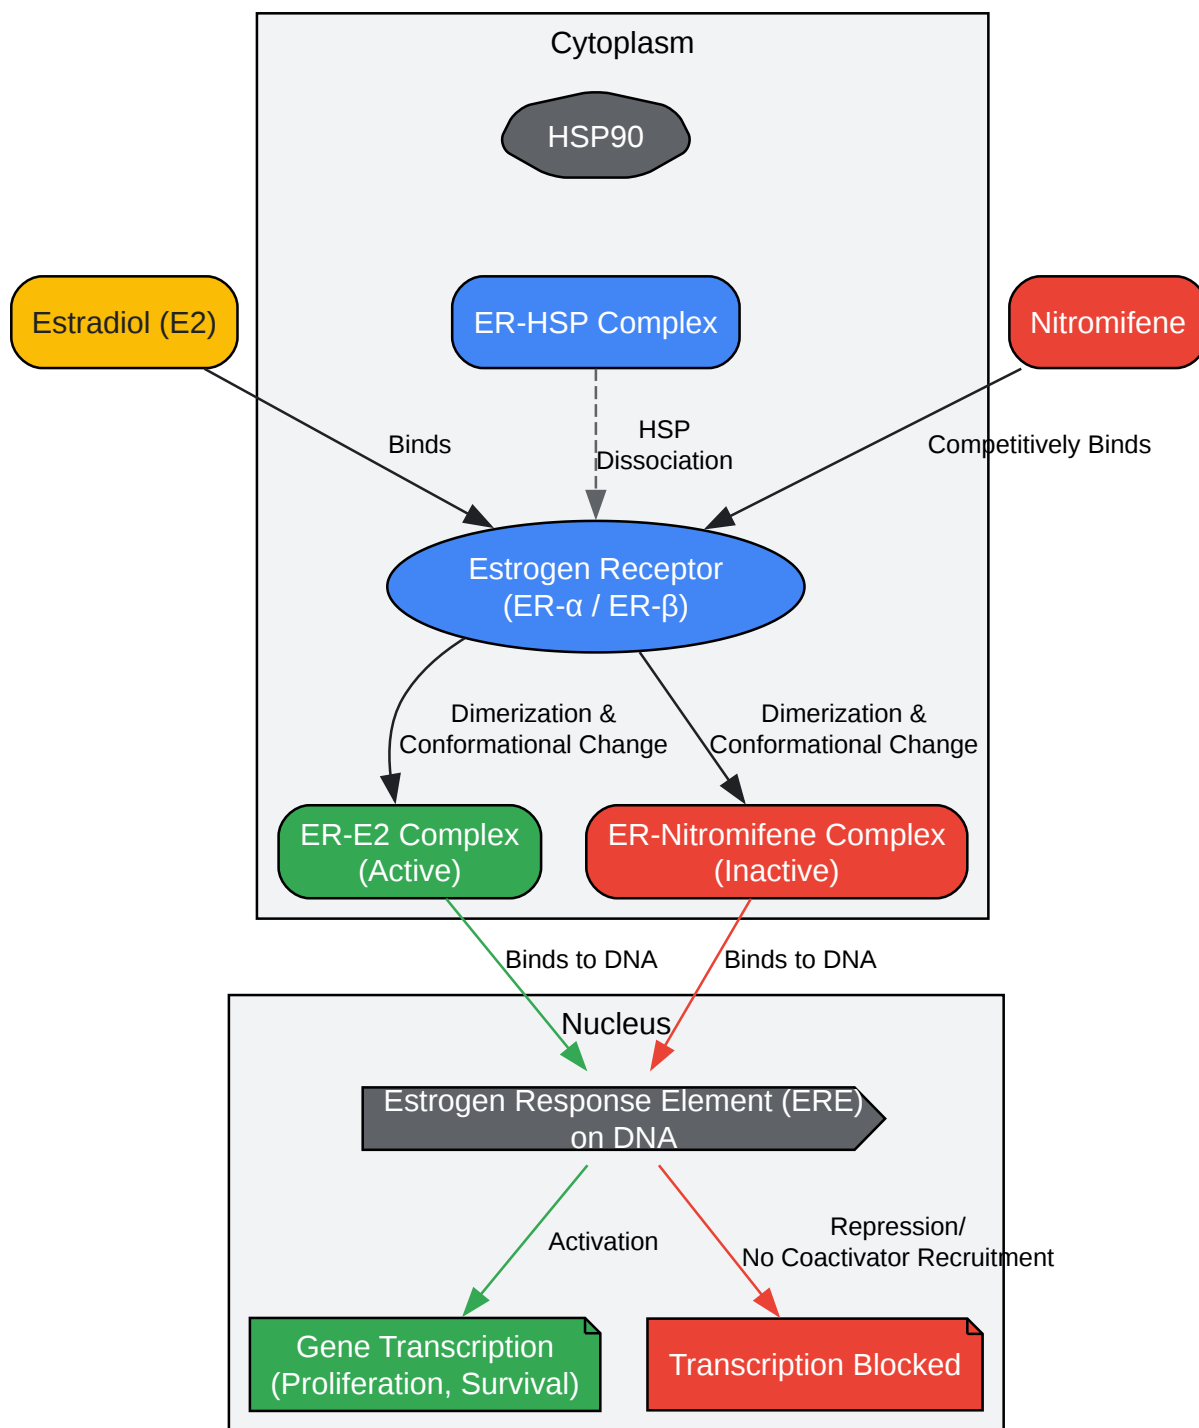 Cytoplasm
HSP90
Estradiol (E2)
ER-HSP Complex
Nitromifene
Binds
HSP
Dissociation
Competitively Binds
Estrogen Receptor
(ER-α / ER-β)
Dimerization &
Conformational Change
Dimerization &
Conformational Change
ER-E2 Complex
(Active)
ER-Nitromifene Complex
(Inactive)
Binds to DNA
Binds to DNA
Nucleus
Estrogen Response Element (ERE)
on DNA
Activation
Repression/
No Coactivator Recruitment
Gene Transcription
(Proliferation, Survival)
Transcription Blocked